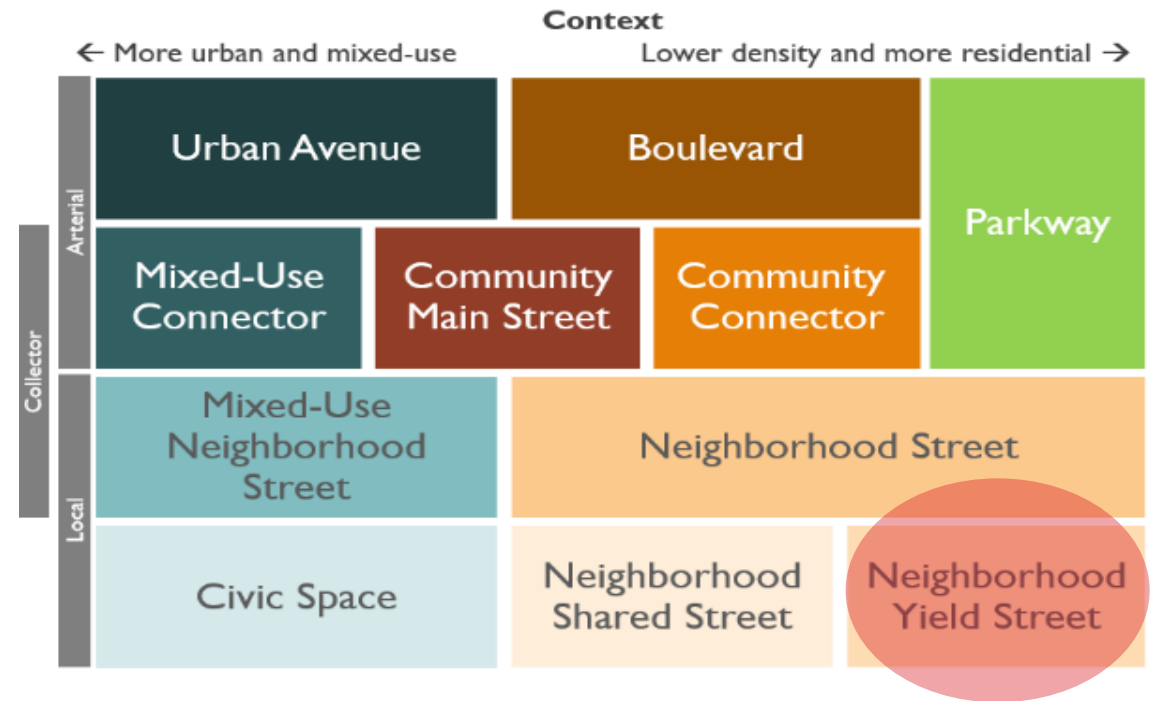 Context
← More urban and mixed-use
Lower density and more residential →
Arterial
Collector
Local
Urban Avenue
Boulevard
Parkway
Mixed-Use
Connector
Community
Main Street
Community
Connector
Mixed-Use
Neighborhood
Street
Neighborhood Street
Civic Space
Neighborhood
Shared Street
Neighborhood
Yield Street